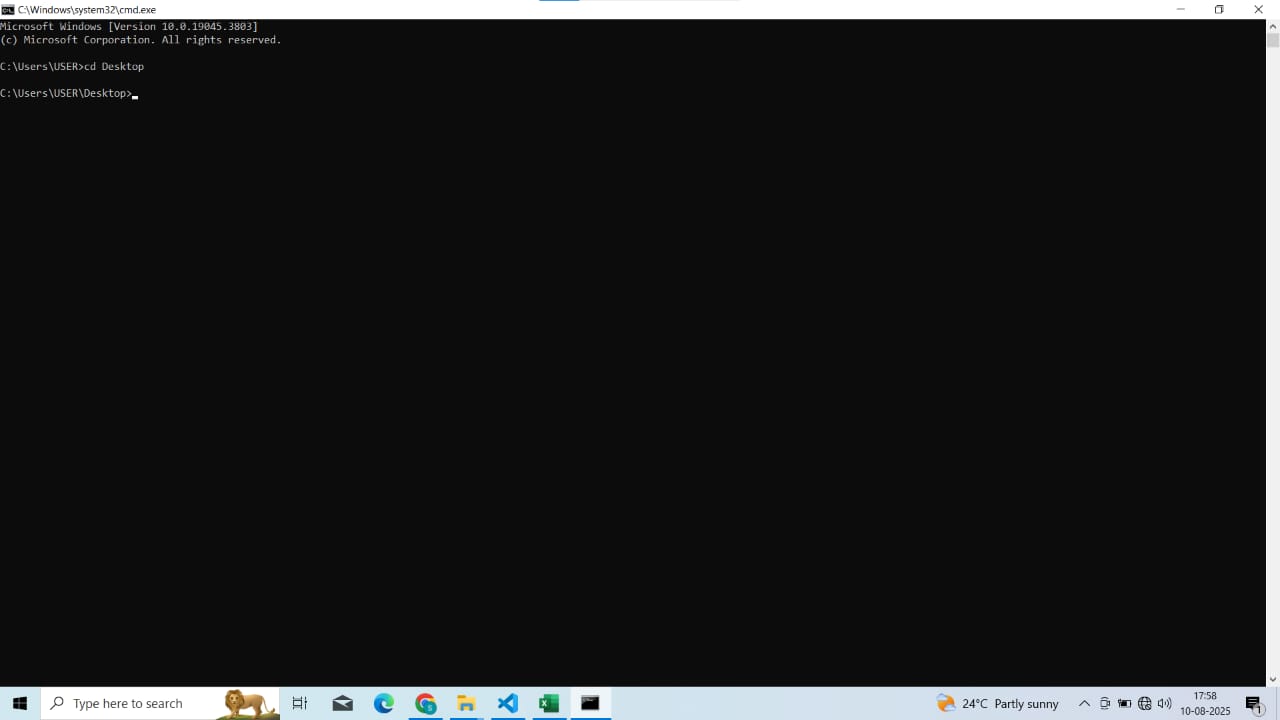 C:\Windows\system32\cmd.exe
Microsoft Windows [Version 10.0.19045.3803]
(c) Microsoft Corporation. All rights reserved.
C:\Users\USER>cd Desktop
C:\Users\USER\Desktop>
Type here to search
24°C Partly sunny
17:58
10-08-2025
1